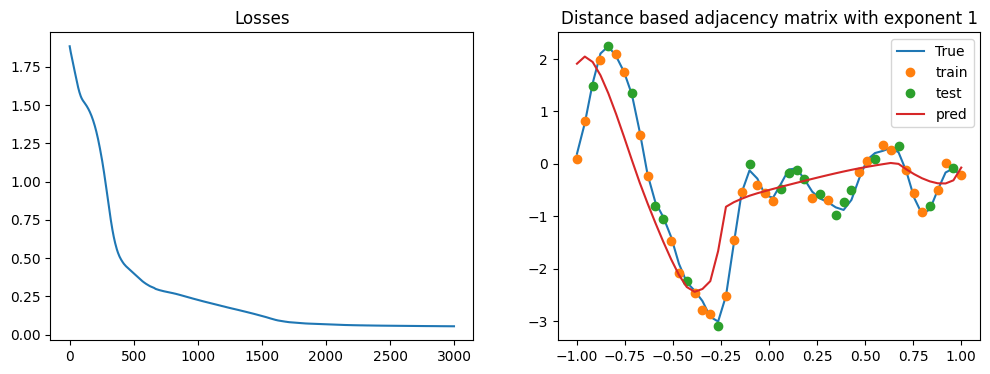 Losses
1.75
1.50
1.25
1.00
0.75
0.50
0.25
0.00
0 500 1000 1500 2000 2500 3000
Distance based adjacency matrix with exponent 1
True
train
test
pred
2
1
0
−1
−2
−3
−1.00 −0.75 −0.50 −0.25 0.00 0.25 0.50 0.75 1.00